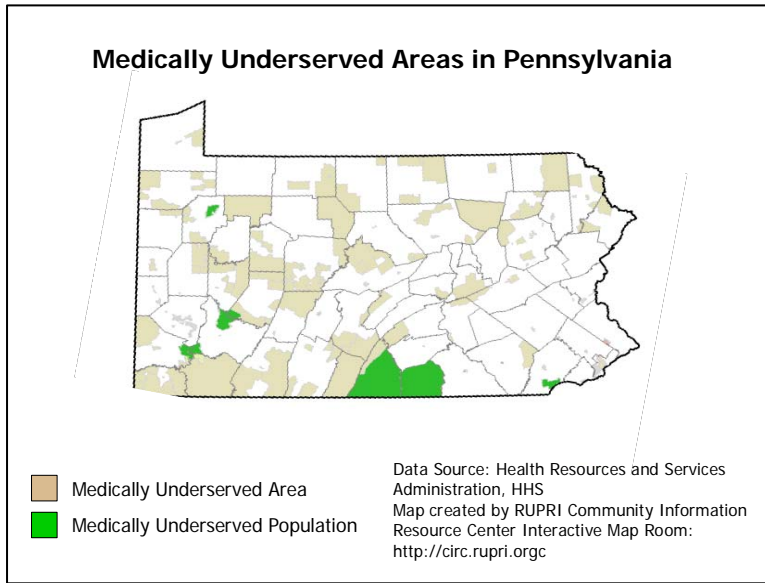 Medically Underserved Areas in Pennsylvania
Medically Underserved Area
Medically Underserved Population
Data Source: Health Resources and Services
Administration, HHS
Map created by RUPRI Community Information
Resource Center Interactive Map Room:
http://circ.rupri.orgc